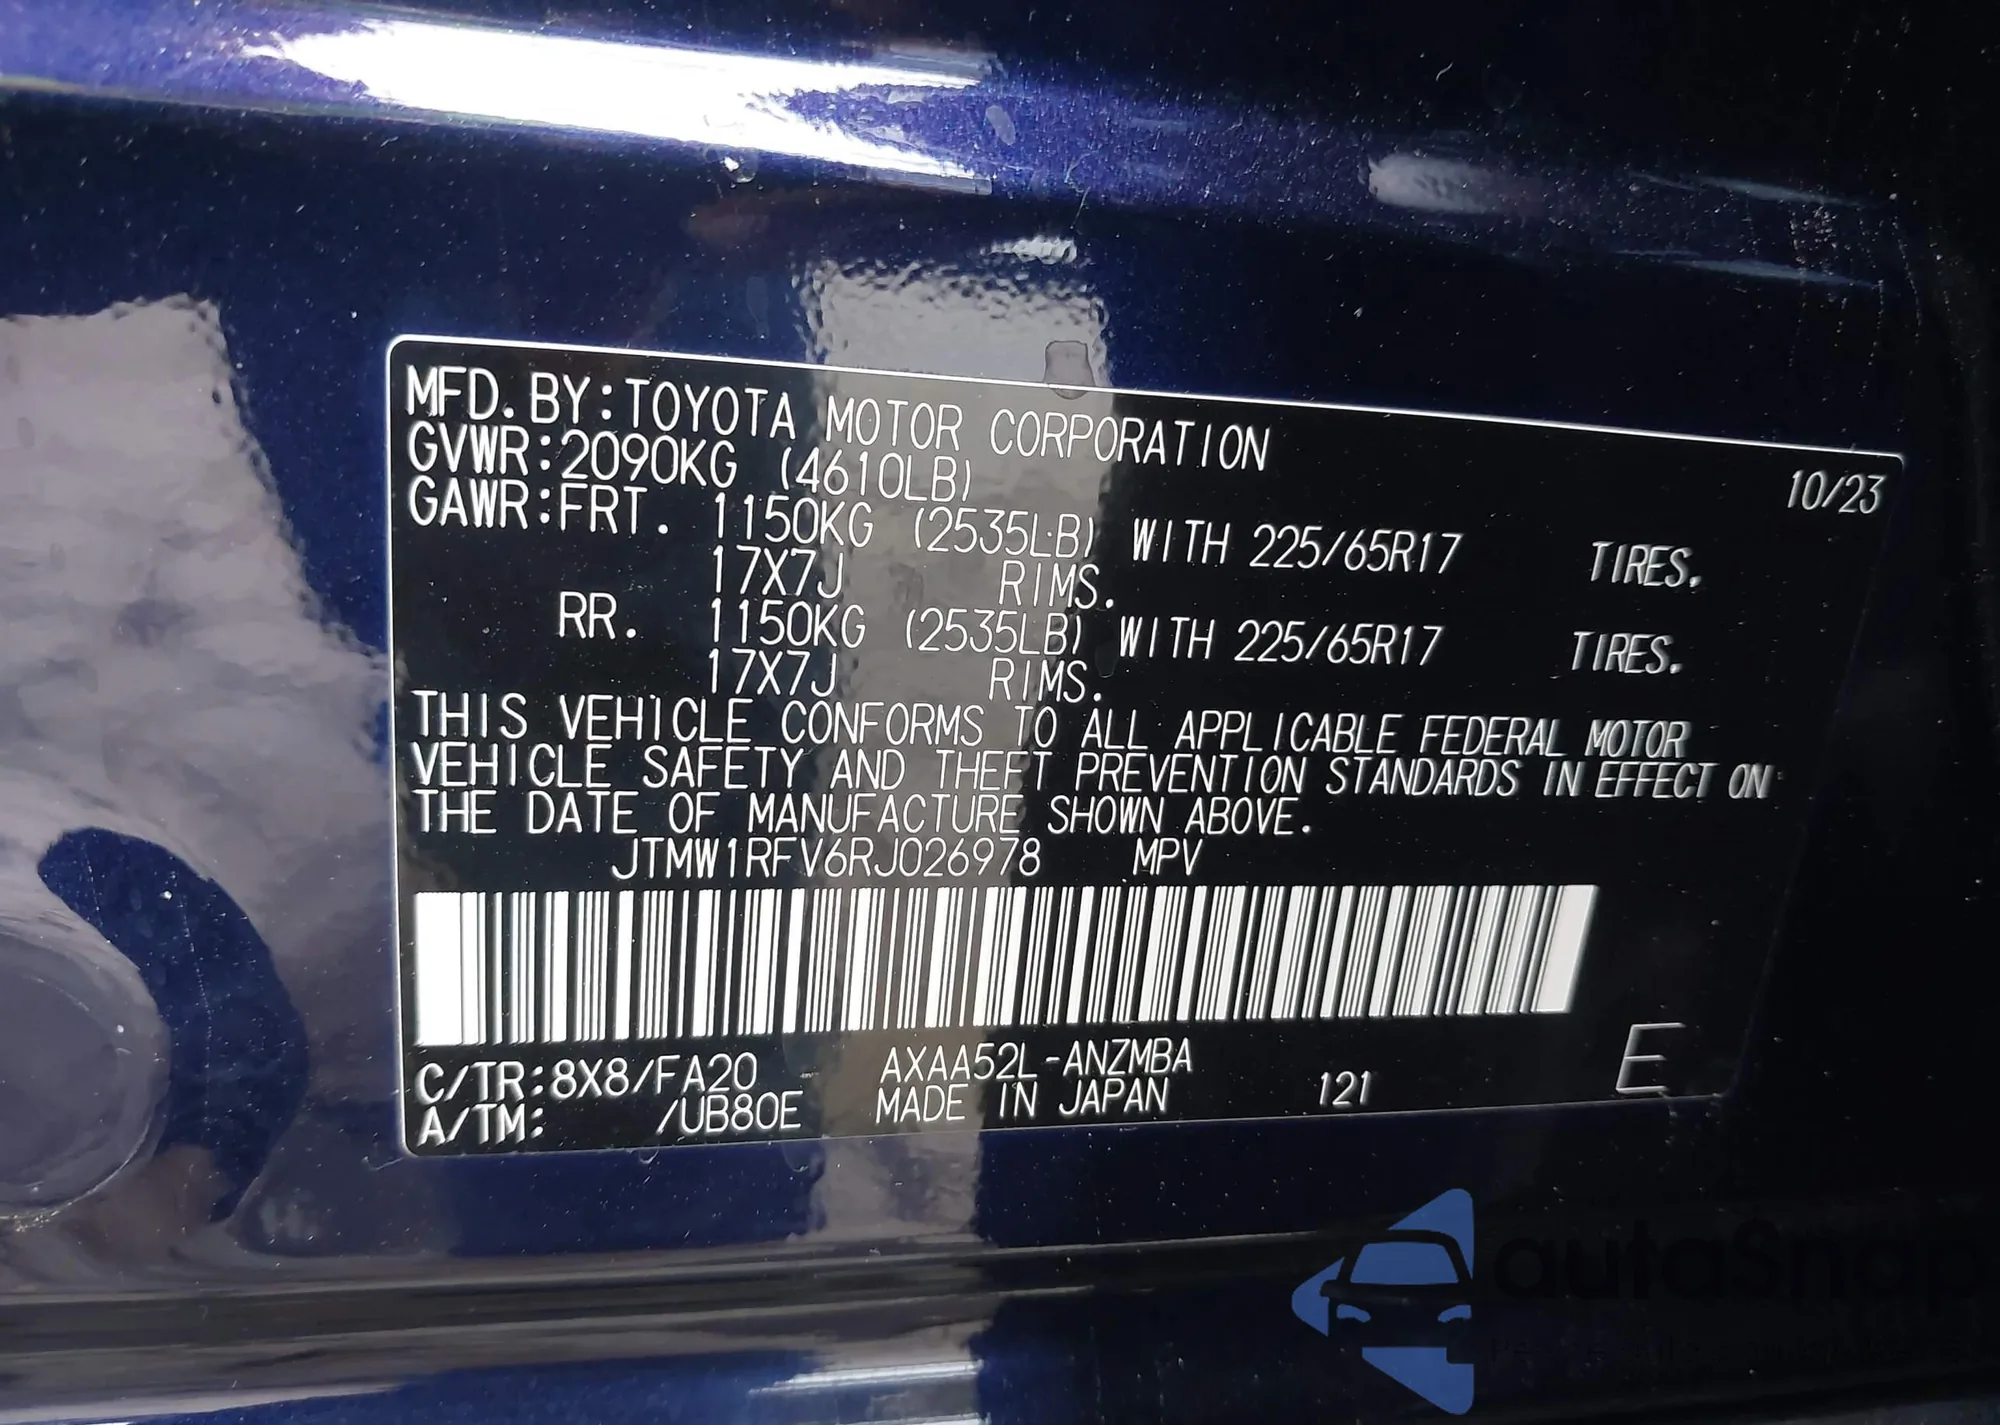 MFD.BY:TOYOTA MOTOR CORPORATION
10/23
GVWR:2090KG (4610LB)
GAWR:FRT. 1150KG (2535LB) WITH 225/65R17 TIRES.
17X7J RIMS.
RR. 1150KG (2535LB) WITH 225/65R17 TIRES.
17X7J RIMS.
THIS VEHICLE CONFORMS TO ALL APPLICABLE FEDERAL MOTOR
VEHICLE SAFETY AND THEFT PREVENTION STANDARDS IN EFFECT ON
THE DATE OF MANUFACTURE SHOWN ABOVE.
JTMW1RFV6RJ026978 MPV
C/TR:8X8/FA20 AXAA52L-ANZMBA
A/TM: /UB80E MADE IN JAPAN 121 E
autoSnap